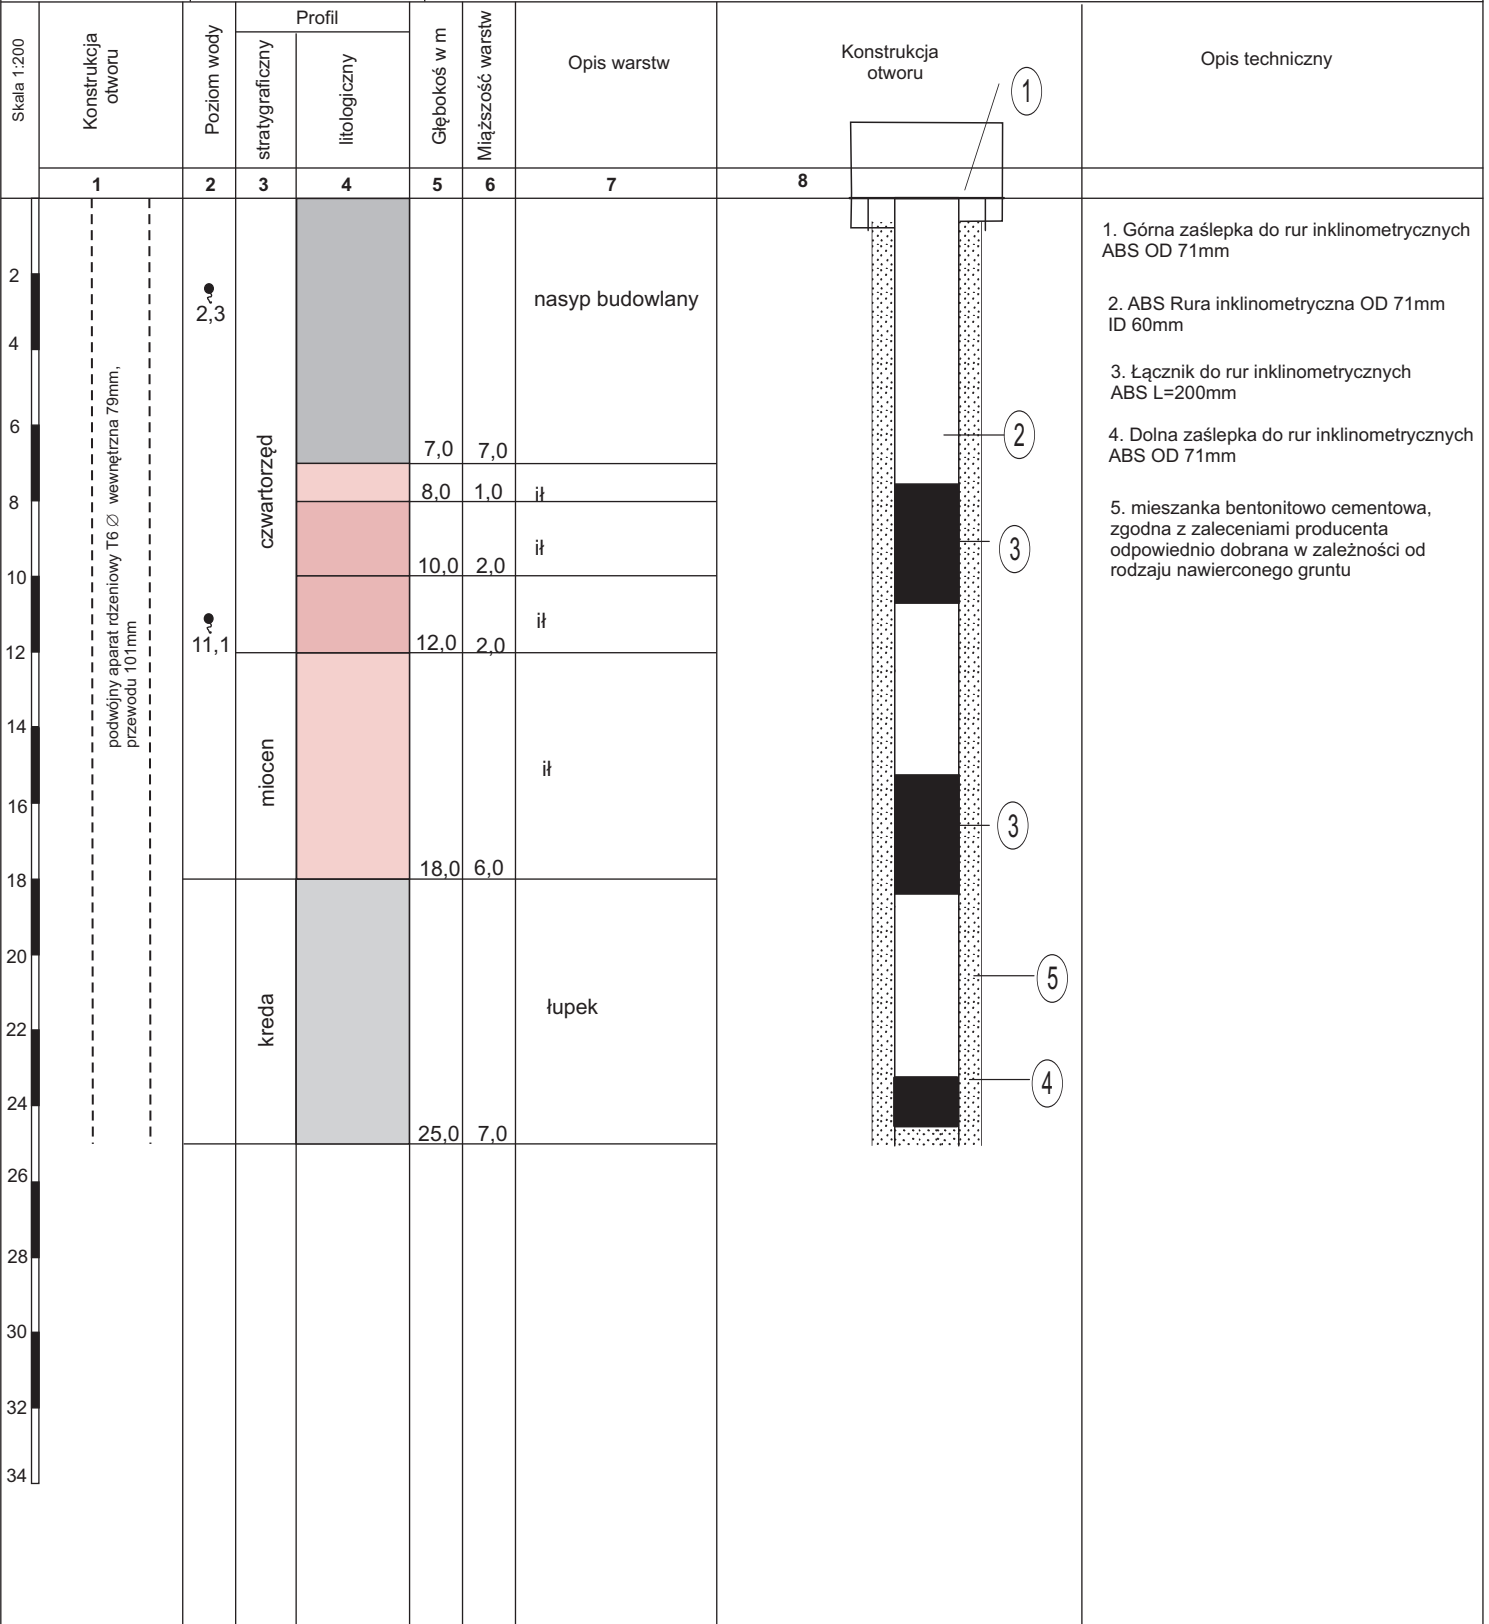 Skala 1:200
Konstrukcja
otworu
Poziom wody
Profil
stratygraficzny
litologiczny
Głębokoś w m
Miąższość warstw
Opis warstw
Konstrukcja
otworu
Opis techniczny
1
1
2
3
4
5
6
7
8
2
4
6
8
10
12
14
16
18
20
22
24
26
28
30
32
34
podwójny aparat rdzeniowy T6 ∅ wewnętrzna 79mm,
przewodu 101mm
2,3
11,1
czwartorzęd
miocen
kreda
7,0 7,0
nasyp budowlany
8,0 1,0 ił
10,0 2,0 ił
12,0 2,0 ił
18,0 6,0 ił
25,0 7,0 łupek
2
3
3
5
4
1. Górna zaślepka do rur inklinometrycznych
ABS OD 71mm
2. ABS Rura inklinometryczna OD 71mm
ID 60mm
3. Łącznik do rur inklinometrycznych
ABS L=200mm
4. Dolna zaślepka do rur inklinometrycznych
ABS OD 71mm
5. mieszanka bentonitowo cementowa,
zgodna z zaleceniami producenta
odpowiednio dobrana w zależności od
rodzaju nawierconego gruntu